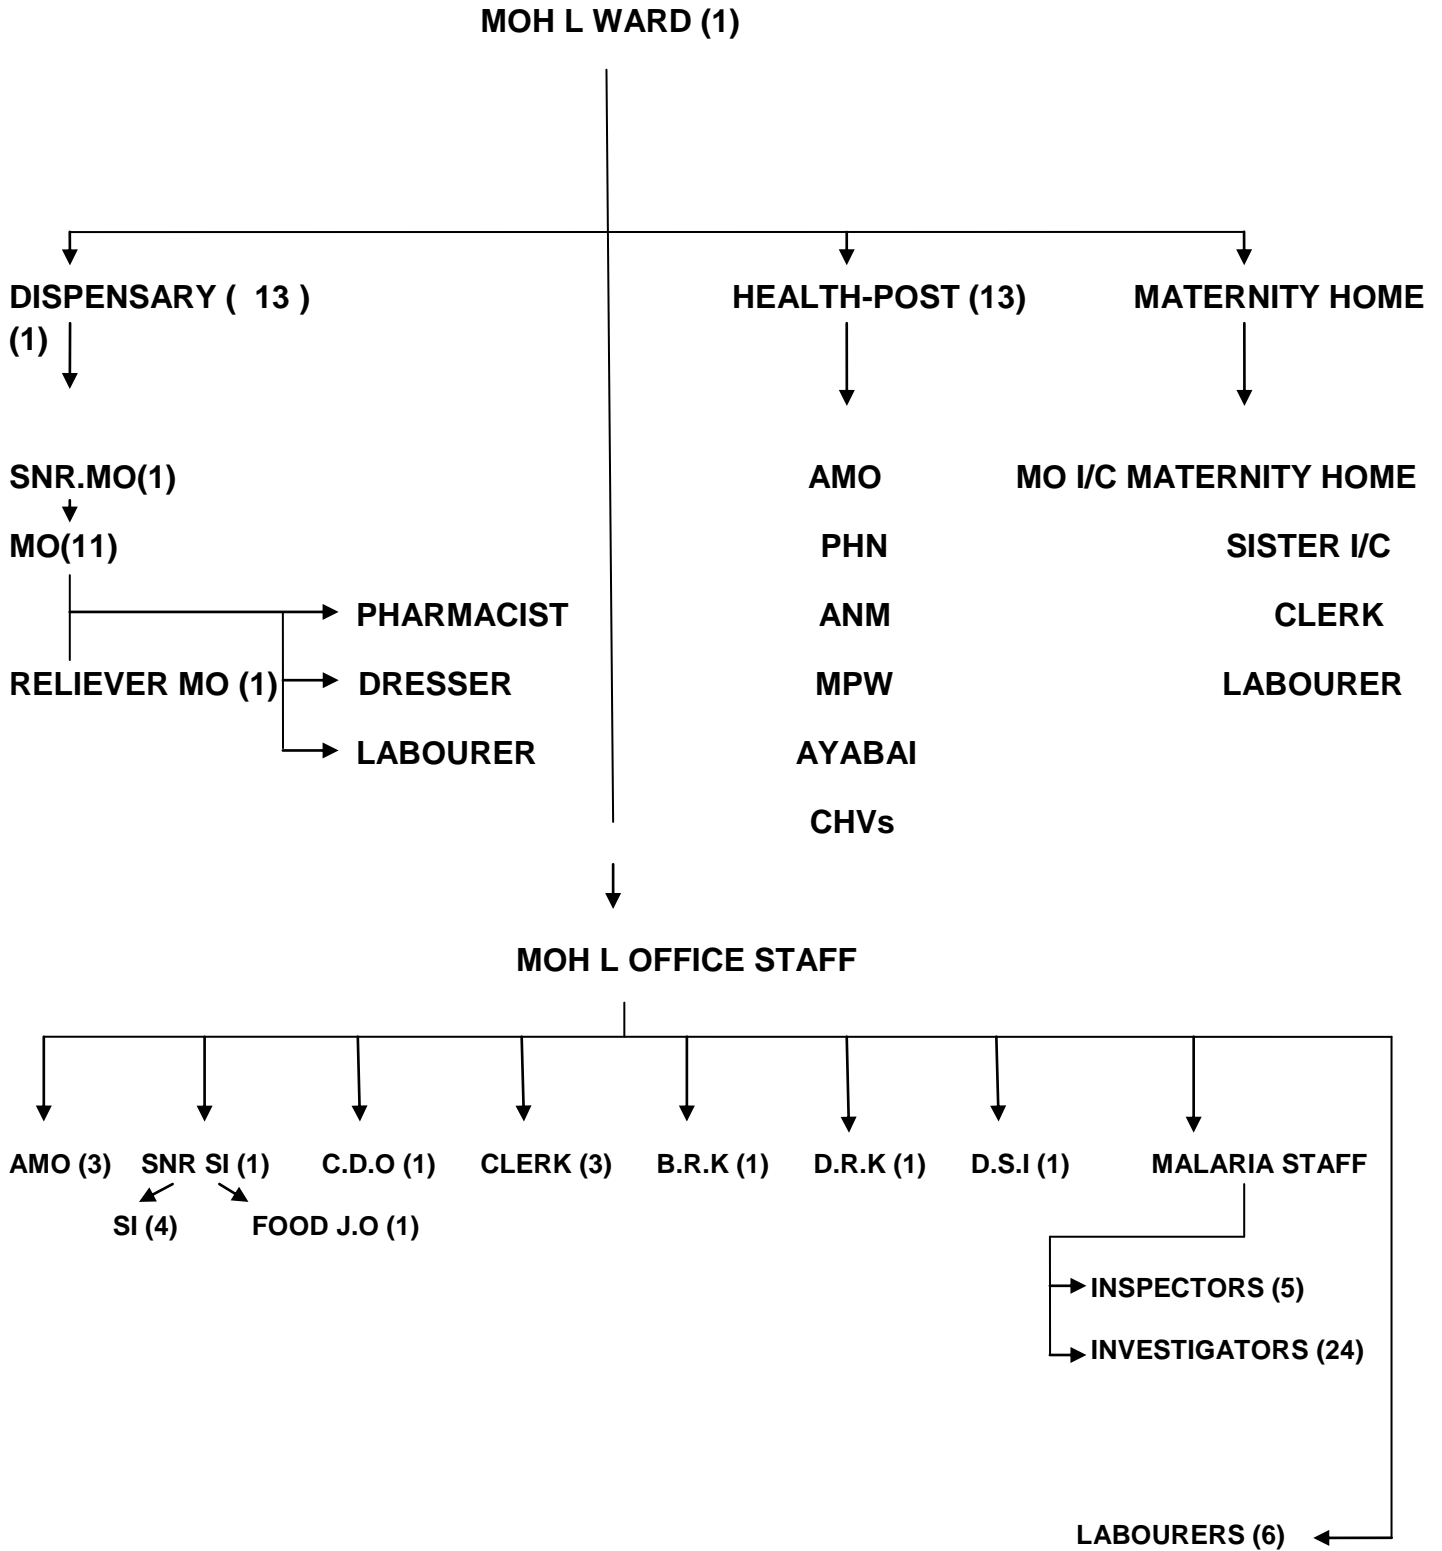 MOH L WARD (1)
DISPENSARY ( 13 ) HEALTH-POST (13) MATERNITY HOME
(1)
SNR.MO(1) AMO MO I/C MATERNITY HOME
MO(11) PHN SISTER I/C
PHARMACIST ANM CLERK
RELIEVER MO (1) DRESSER MPW LABOURER
LABOURER AYABAI
CHVs
MOH L OFFICE STAFF
AMO (3) SNR SI (1) C.D.O (1) CLERK (3) B.R.K (1) D.R.K (1) D.S.I (1) MALARIA STAFF
SI (4) FOOD J.O (1)
INSPECTORS (5)
INVESTIGATORS (24)
LABOURERS (6)